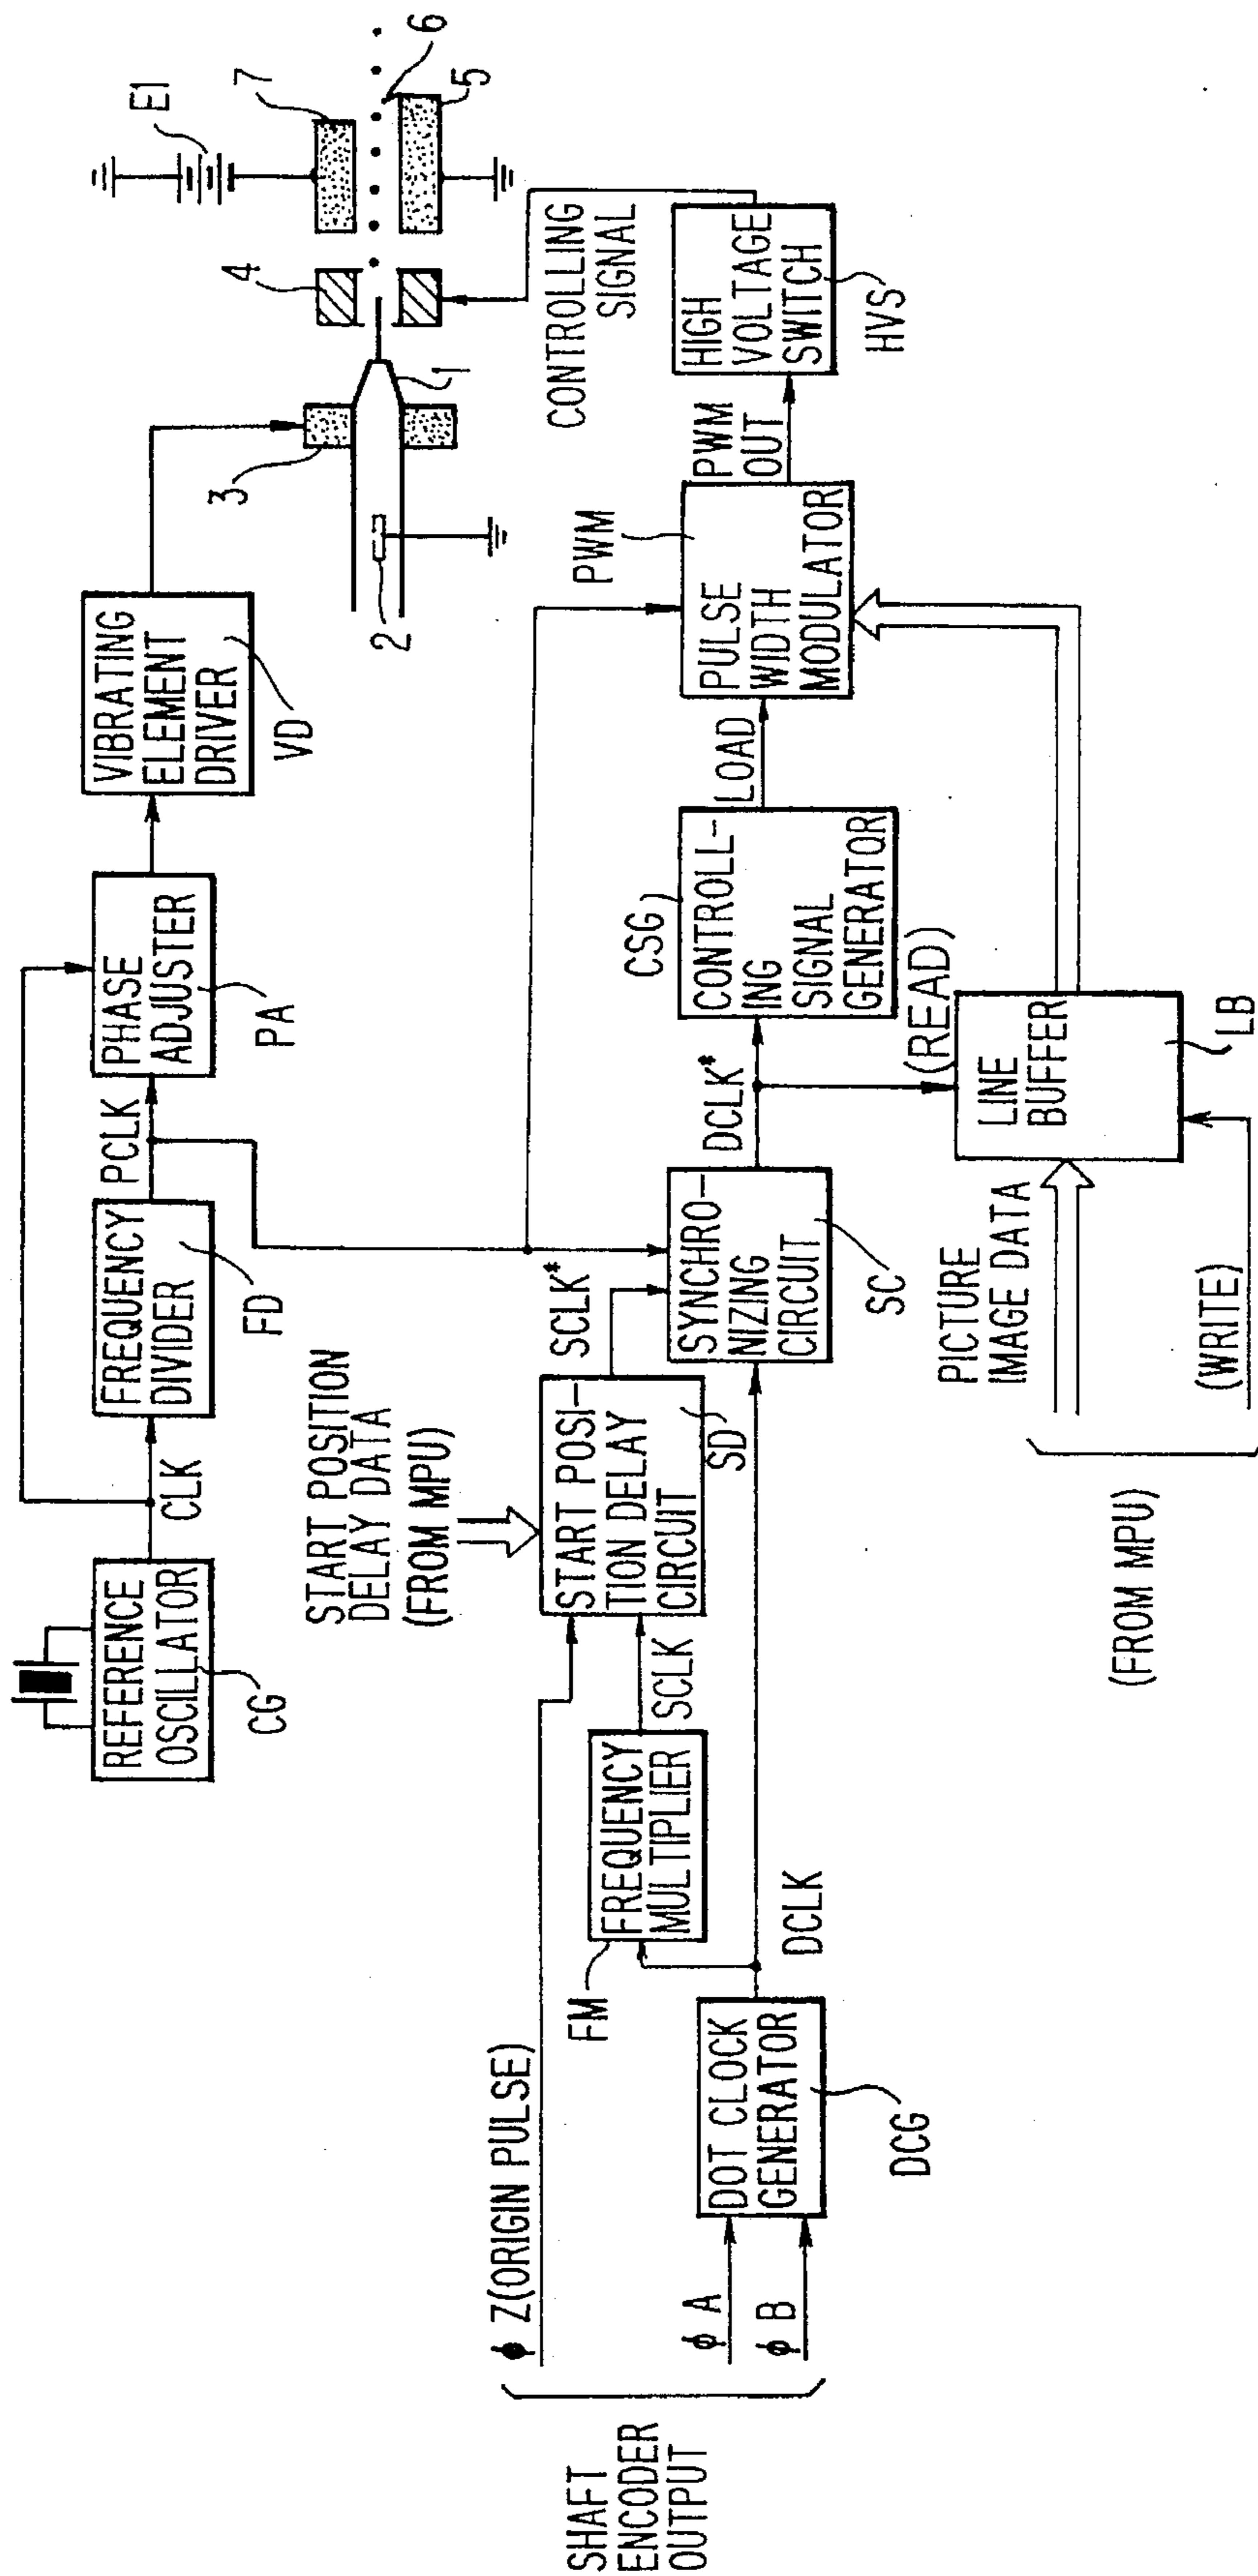 REFERENCE
OSCILLATOR
CG
CLK
FREQUENCY
DIVIDER
FD
PCLK
PHASE
ADJUSTER
PA
VIBRATING
ELEMENT
DRIVER
VD
3
2
1
4
7
E1
6
5
START POSITION
DELAY DATA
(FROM MPU)
SHAFT
ENCODER
OUTPUT
ϕ Z(ORIGIN PULSE)
ϕ A
ϕ B
DOT CLOCK
GENERATOR
DCG
DCLK
FM
FREQUENCY
MULTIPLIER
SCLK
START POSI-
TION DELAY
CIRCUIT
SD
SCLK*
SYNCHRO-
NIZING
CIRCUIT
SC
DCLK*
CSG
CONTROLL-
ING
SIGNAL
GENERATOR
LOAD
PWM
PULSE
WIDTH
MODULATOR
PWM
OUT
HIGH
VOLTAGE
SWITCH
HVS
CONTROLLING
SIGNAL
(READ)
LINE
BUFFER
LB
PICTURE
IMAGE DATA
(WRITE)
(FROM MPU)